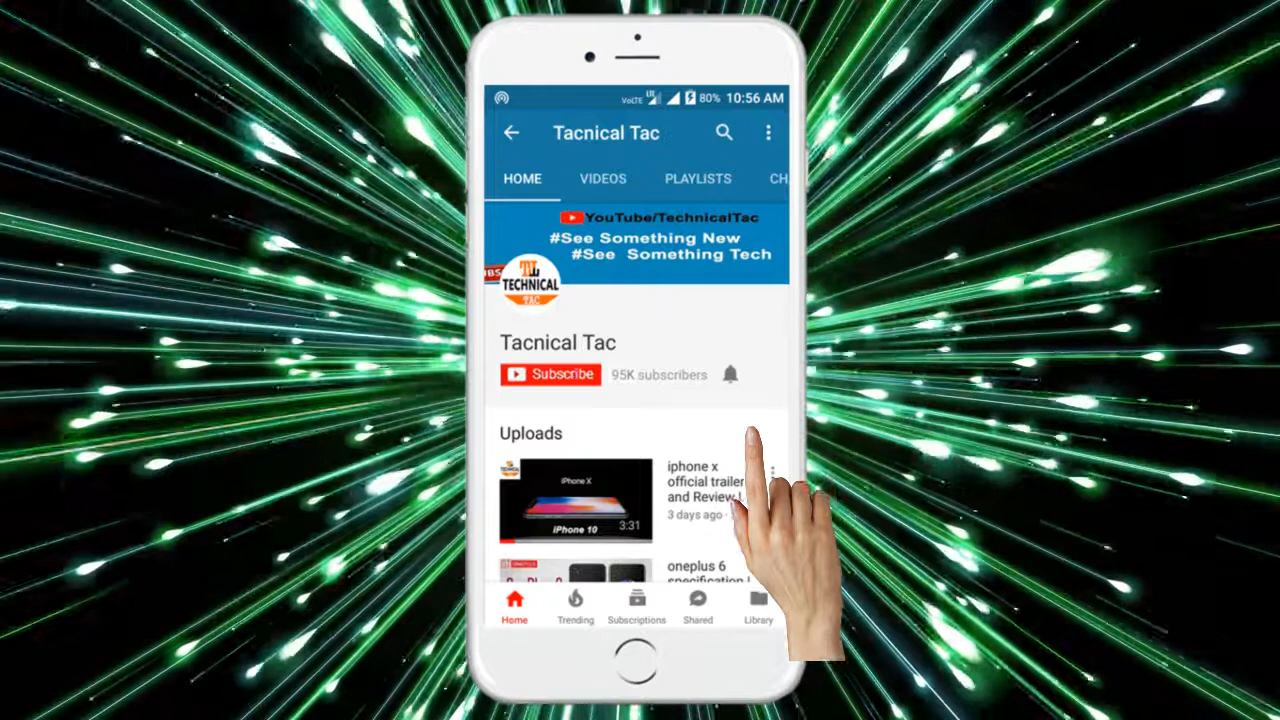 VoLTE LTE 80% 10:56 AM
Tacnical Tac
HOME VIDEOS PLAYLISTS CH
YouTube/TechnicalTac
#See Something New
#See Something Tech
TECHNICAL
TAC
Tacnical Tac
Subscribe 95K subscribers
Uploads
iphone x
official trailer
and Review
3 days ago ·
iPhone X
iPhone 10
3:31
oneplus 6
specification |
Home Trending Subscriptions Shared Library